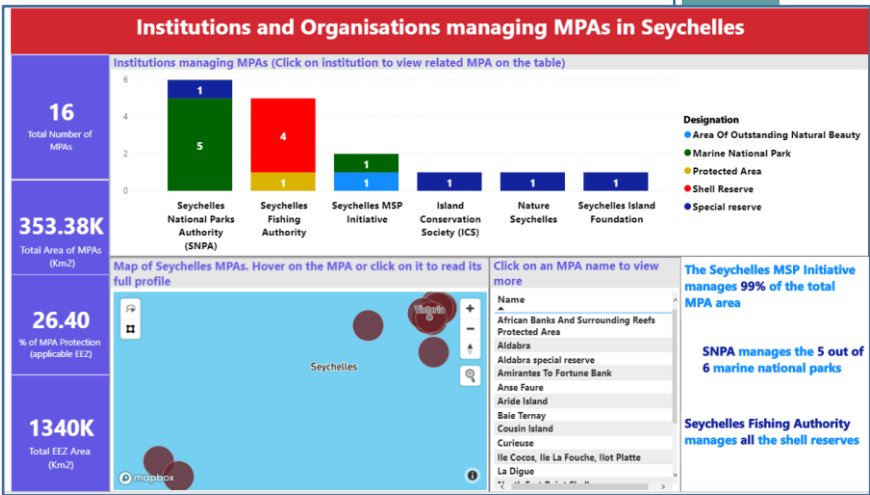 Institutions and Organisations managing MPAs in Seychelles
16
Total Number of
MPAs
353.38K
Total Area of MPAs
(Km2)
26.40
% of MPA Protection
(applicable EEZ)
1340K
Total EEZ Area
(Km2)
Institutions managing MPAs (Click on institution to view related MPA on the table)
6
4
2
0
1
5
4
1
1
1
1
1
1
Seychelles
National Parks
Authority
(SNPA)
Seychelles
Fishing
Authority
Seychelles MSP
Initiative
Island
Conservation
Society (ICS)
Nature
Seychelles
Seychelles Island
Foundation
Designation
Area Of Outstanding Natural Beauty
Marine National Park
Protected Area
Shell Reserve
Special reserve
Map of Seychelles MPAs. Hover on the MPA or click on it to read its
full profile
Victoria
Seychelles
mapbox
Click on an MPA name to view
more
Name
African Banks And Surrounding Reefs
Protected Area
Aldabra
Aldabra special reserve
Amirantes To Fortune Bank
Anse Faure
Aride Island
Baie Ternay
Cousin Island
Curieuse
Ile Cocos, Ile La Fouche, Ilot Platte
La Digue
The Seychelles MSP Initiative
manages 99% of the total
MPA area
SNPA manages the 5 out of
6 marine national parks
Seychelles Fishing Authority
manages all the shell reserves